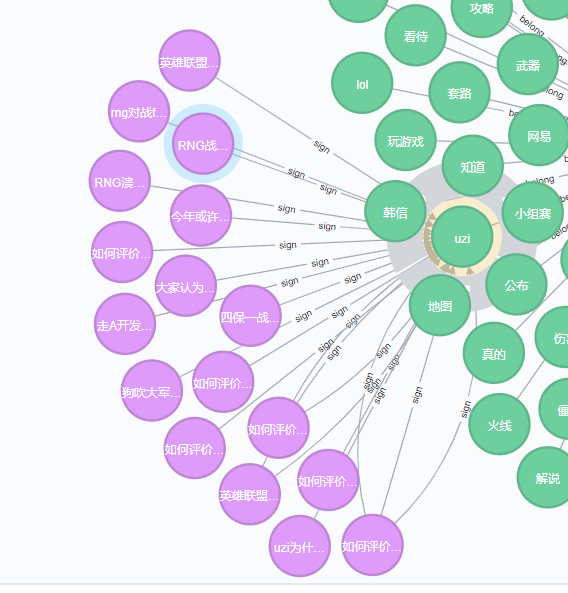 攻略
belong
看待
英雄联盟...
武器
lol
套路
ong
rng对战i...
sign
be
网易
玩游戏
RNG战...
知道
sign
sign
RNG澳...
belong
韩信
小组赛
今年或许...
sign
sign
uzi
如何评价...
sign
sign
大家认为...
sign
sign
公布
四保一战...
地图
sign
sign
走A开发...
sign
真的
sign
sign
sign
狗吹大军...
如何评价...
sign
sign
sign
sign
sign
火线
如何评价...
如何评价...
解说
英雄联盟...
如何评价...
uzi为什...
如何评价...